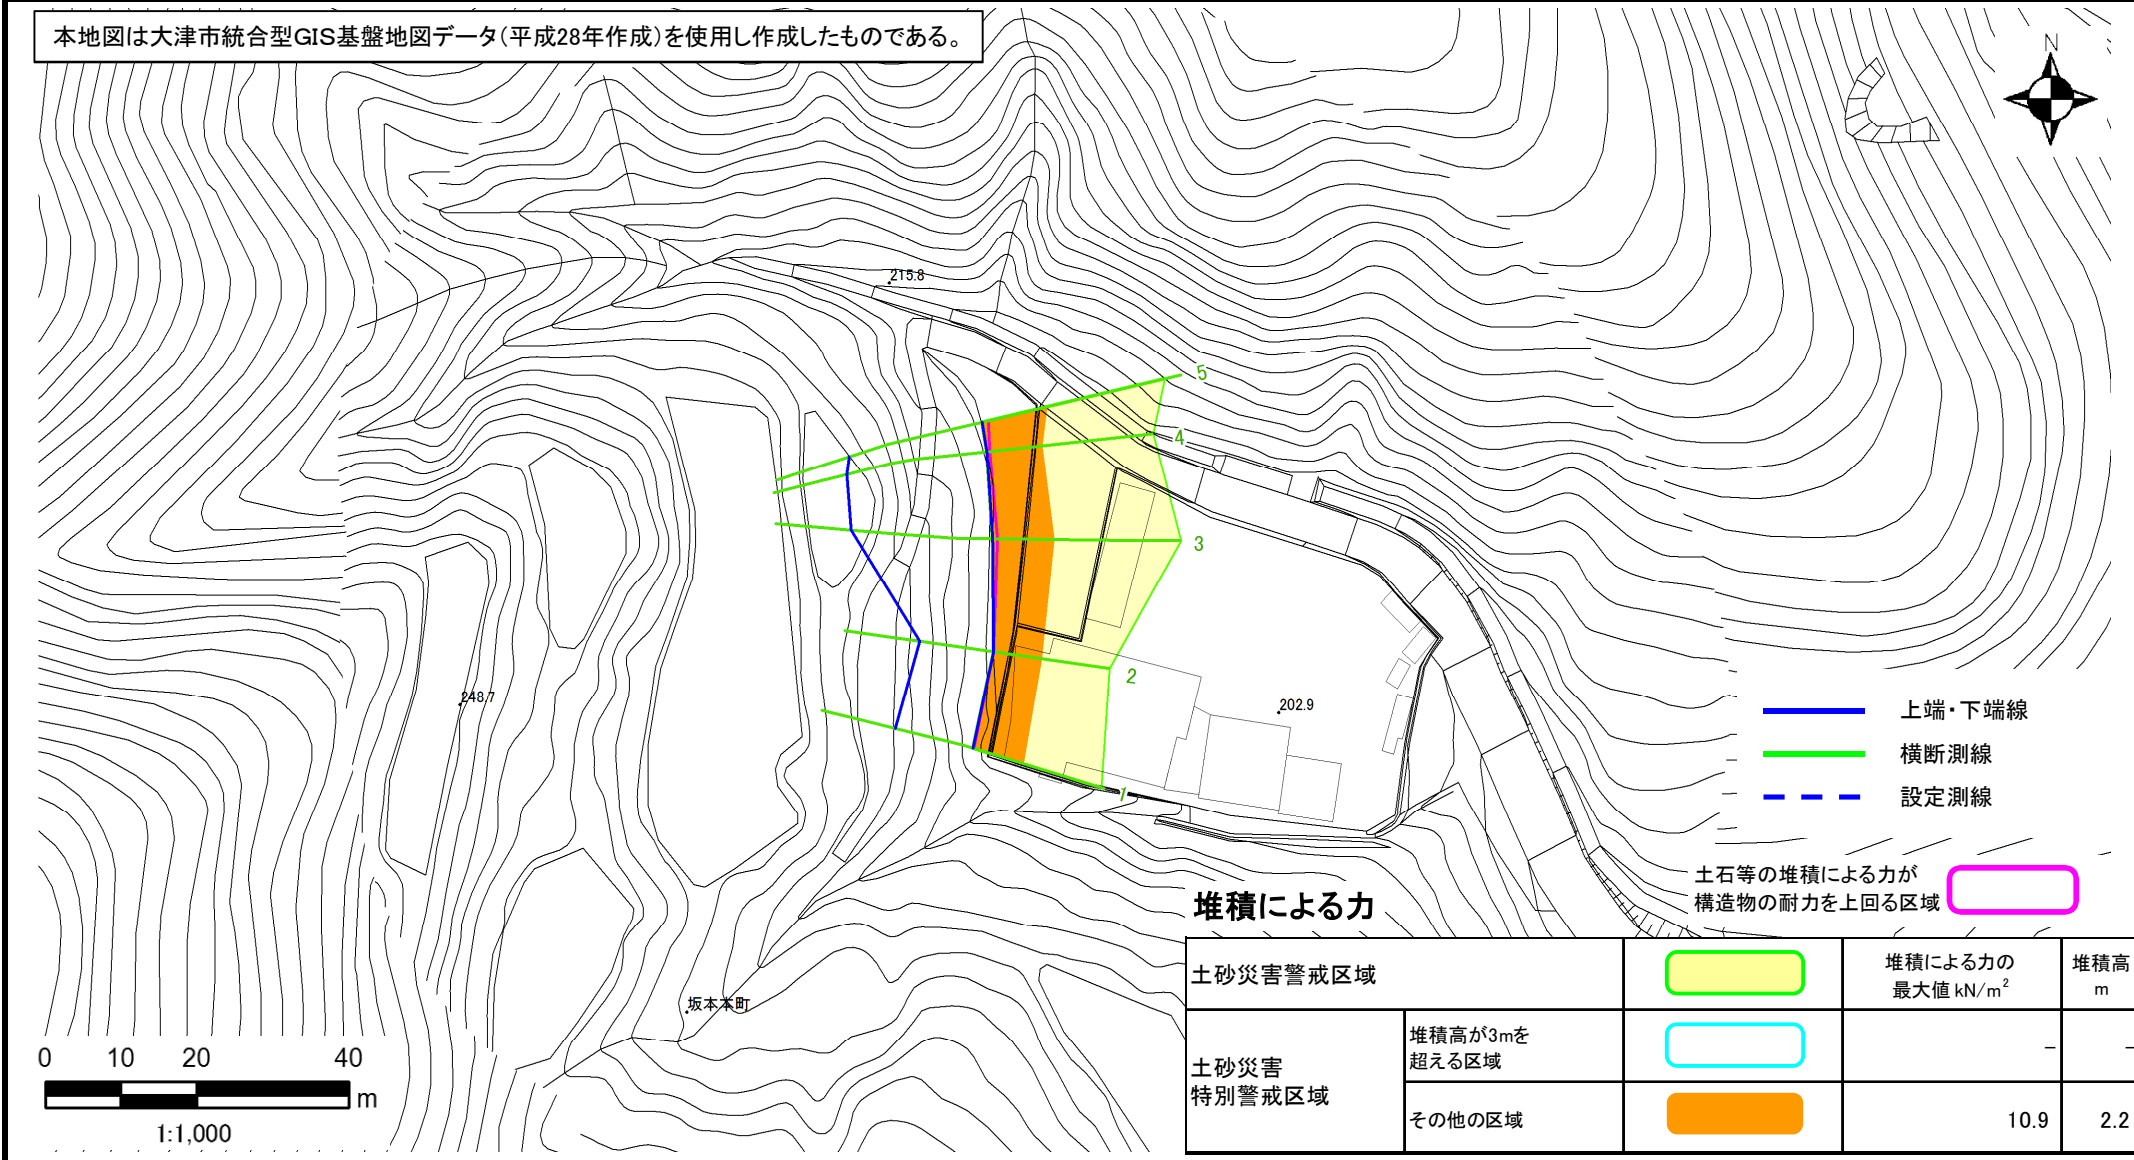 本地図は大津市統合型GIS基盤地図データ(平成28年作成)を使用し作成したものである。
N
215.8
5
4
3
2
1
248.7
202.9
坂本本町
上端・下端線
横断測線
設定測線
土石等の堆積による力が
構造物の耐力を上回る区域
0 10 20 40
m
1:1,000
堆積による力
土砂災害警戒区域
堆積による力の
最大値 kN/m²
堆積高
m
土砂災害
特別警戒区域
堆積高が3mを
超える区域
– –
その他の区域
10.9 2.2